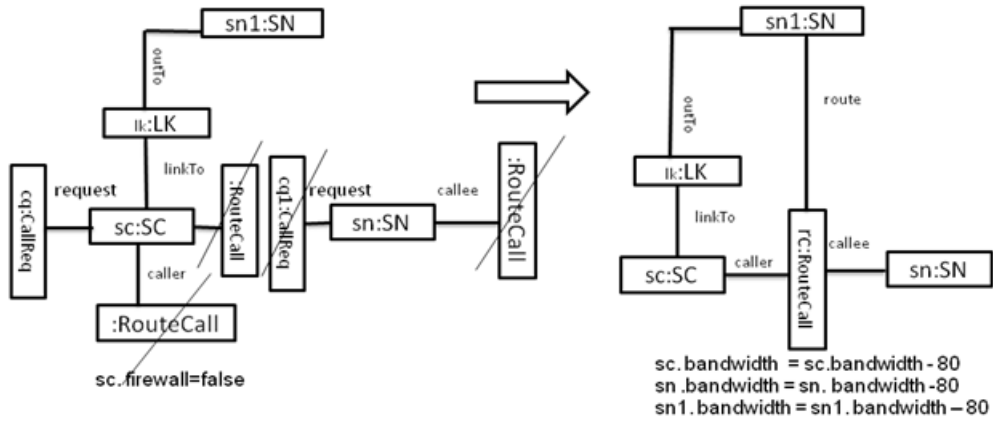 sn1:SN
outTo
lk:LK
linkTo
cq:CallReq
request
sc:SC
:RouteCall
cq1:CallReq
request
sn:SN
callee
:RouteCall
caller
:RouteCall
sc.firewall=false
sn1:SN
outTo
route
lk:LK
linkTo
sc:SC
caller
rC:RouteCall
callee
sn:SN
sc.bandwidth = sc.bandwidth-80
sn.bandwidth = sn. bandwidth -80
sn1.bandwidth = sn1. bandwidth – 80